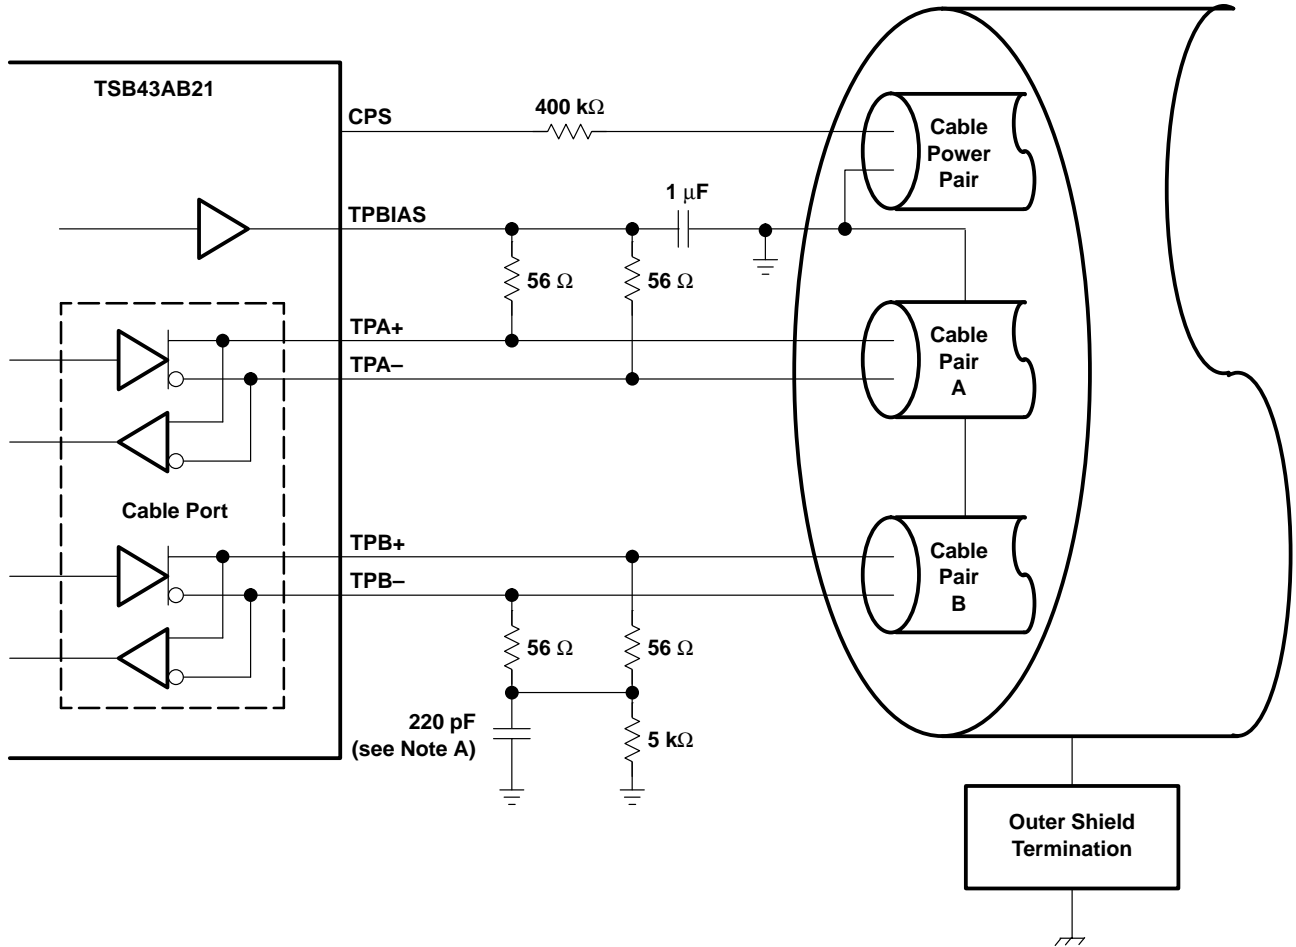 TSB43AB21
CPS
400 kΩ
Cable
Power
Pair
TPBIAS
1 μF
56 Ω
56 Ω
TPA+
TPA–
Cable
Pair
A
Cable Port
TPB+
TPB–
Cable
Pair
B
56 Ω
56 Ω
220 pF
(see Note A)
5 kΩ
Outer Shield
Termination